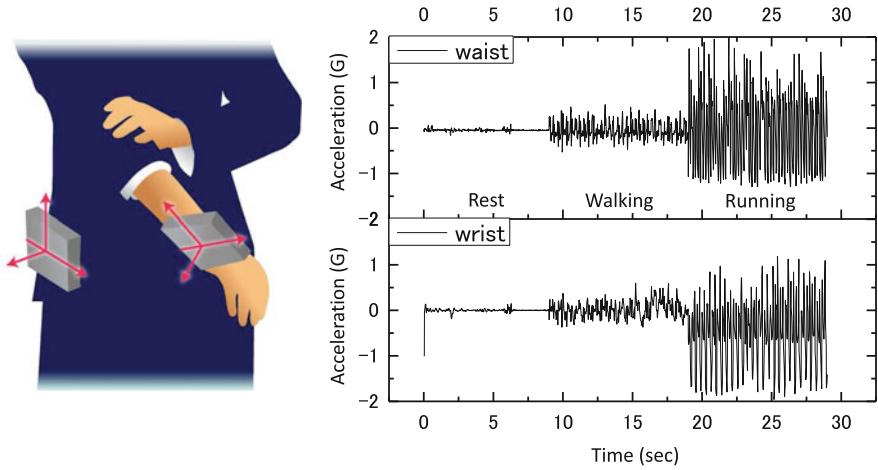 0 5 10 15 20 25 30
2
1
0
-1
-2
Acceleration (G)
waist
Rest Walking Running
wrist
Acceleration (G)
1
0
-1
-2
0 5 10 15 20 25 30
Time (sec)